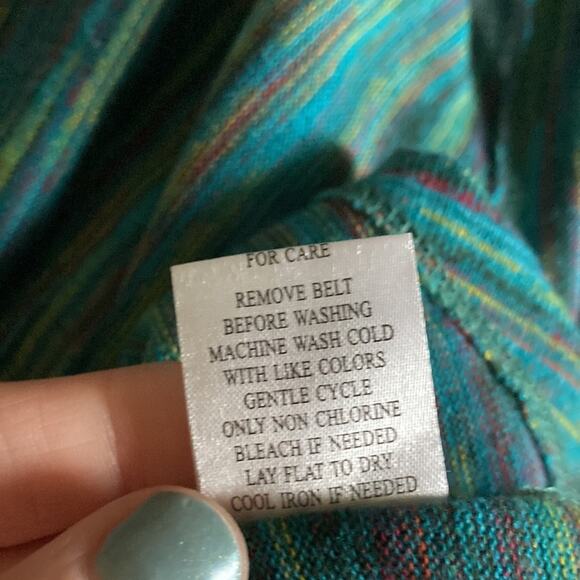 FOR CARE
REMOVE BELT
BEFORE WASHING
MACHINE WASH COLD
WITH LIKE COLORS
GENTLE CYCLE
ONLY NON CHLORINE
BLEACH IF NEEDED
LAY FLAT TO DRY
COOL IRON IF NEEDED